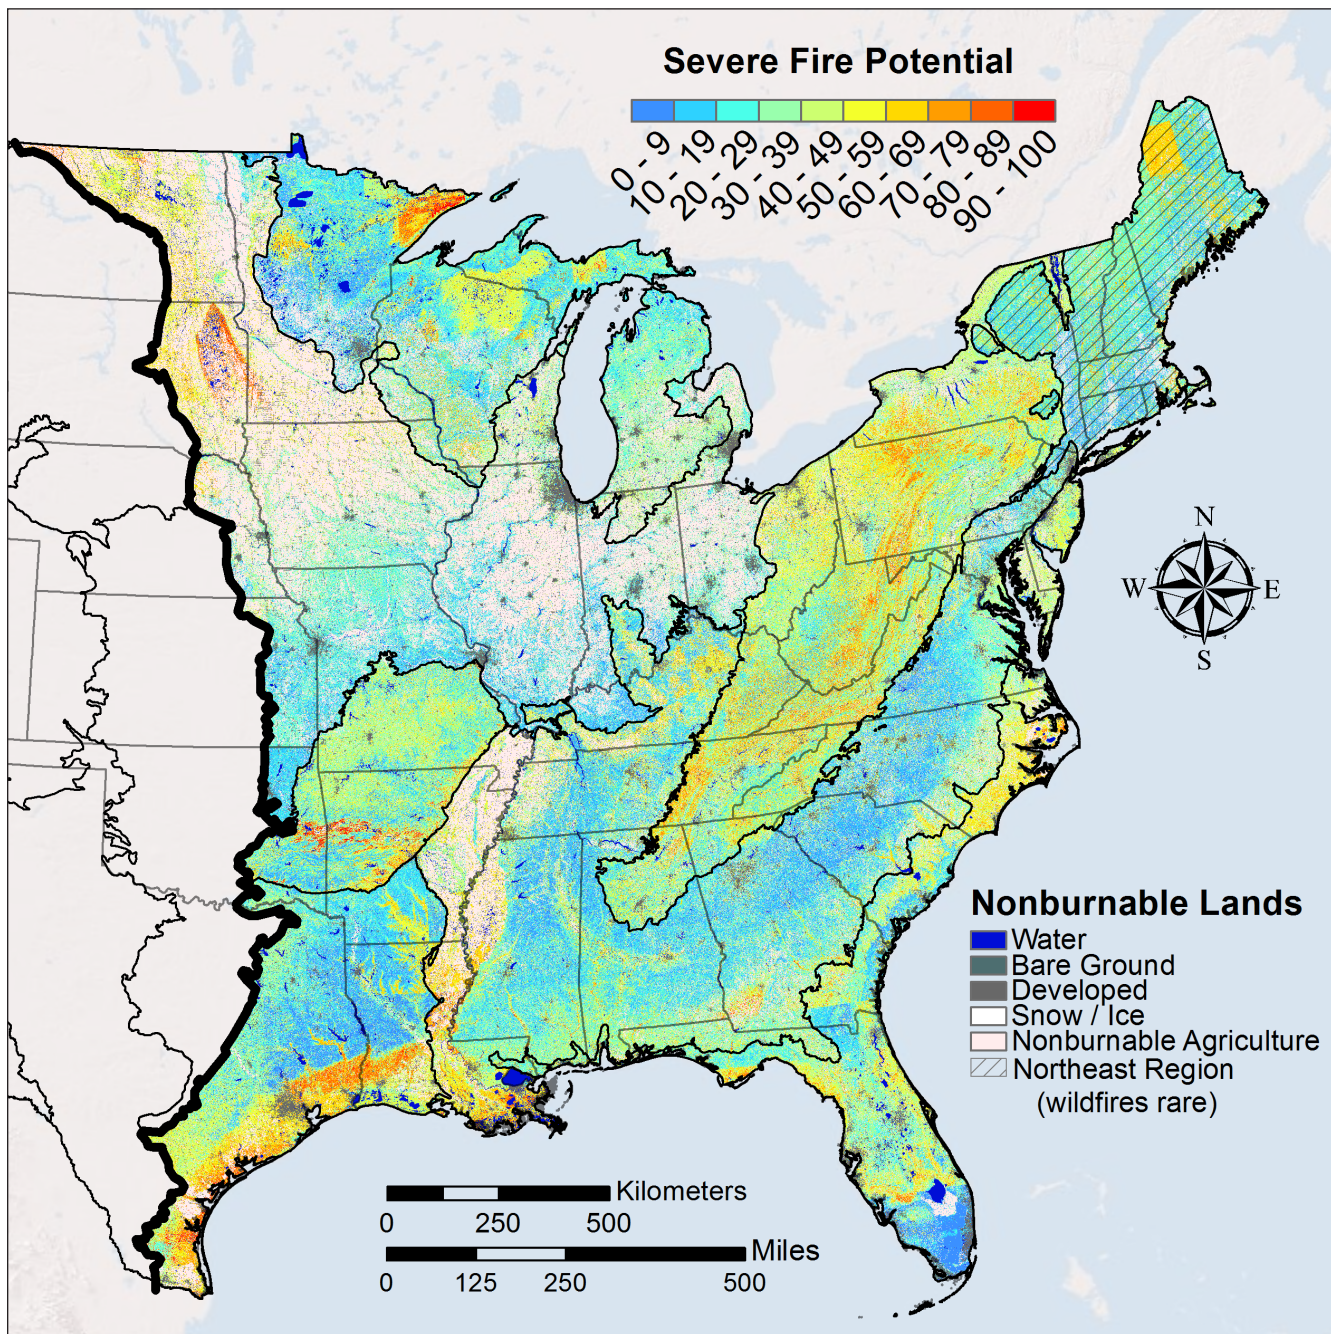 Severe Fire Potential
0 - 9
10 - 19
20 - 29
30 - 39
40 - 49
50 - 59
60 - 69
70 - 79
80 - 89
90 - 100
N
W E
S
Nonburnable Lands
Water
Bare Ground
Developed
Snow / Ice
Nonburnable Agriculture
Northeast Region
(wildfires rare)
Kilometers
0 250 500
Miles
0 125 250 500